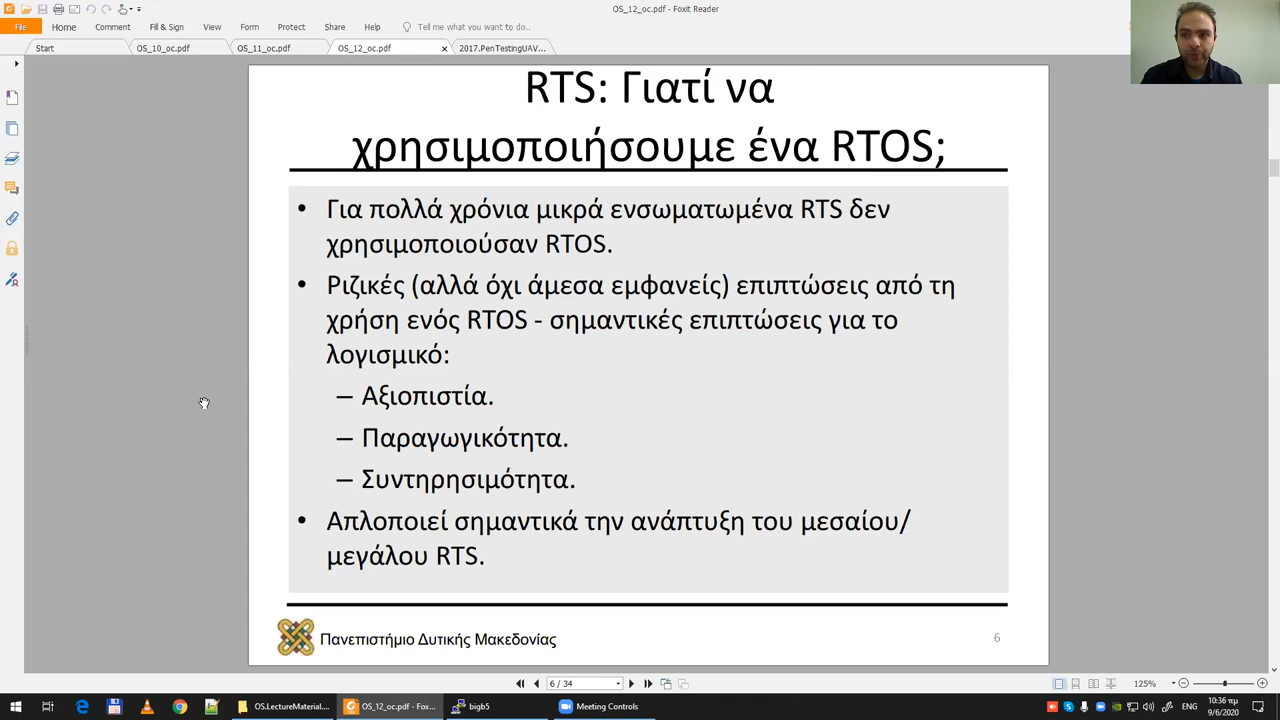 OS_12_oc.pdf - Foxit Reader
File Home Comment Fill & Sign View Form Protect Share Help Tell me what you want to do...
Start OS_10_oc.pdf OS_11_oc.pdf OS_12_oc.pdf 2017.PenTestingUAV...
RTS: Γιατί να
χρησιμοποιήσουμε ένα RTOS;
• Για πολλά χρόνια μικρά ενσωματωμένα RTS δεν
χρησιμοποιούσαν RTOS.
• Ριζικές (αλλά όχι άμεσα εμφανείς) επιπτώσεις από τη
χρήση ενός RTOS - σημαντικές επιπτώσεις για το
λογισμικό:
– Αξιοπιστία.
– Παραγωγικότητα.
– Συντηρησιμότητα.
• Απλοποιεί σημαντικά την ανάπτυξη του μεσαίου/
μεγάλου RTS.
Πανεπιστήμιο Δυτικής Μακεδονίας
6
6 / 34
125%
OS.LectureMaterial.... OS_12_oc.pdf - Fox... bigb5 Meeting Controls
ENG
10:36 πμ
9/6/2020